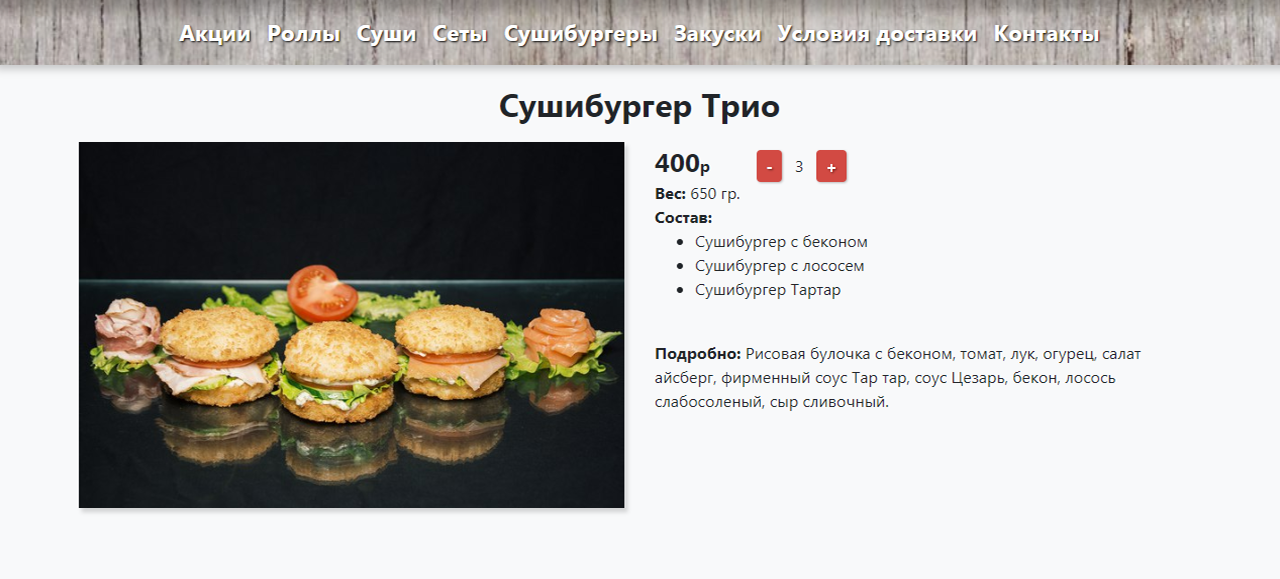 Акции Роллы Суши Сеты Сушибургеры Закуски Условия доставки Контакты
Сушибургер Трио
400р - 3 +
Вес: 650 гр.
Состав:
Сушибургер с беконом
Сушибургер с лососем
Сушибургер Тартар
Подробно: Рисовая булочка с беконом, томат, лук, огурец, салат
айсберг, фирменный соус Тар тар, соус Цезарь, бекон, лосось
слабосоленый, сыр сливочный.